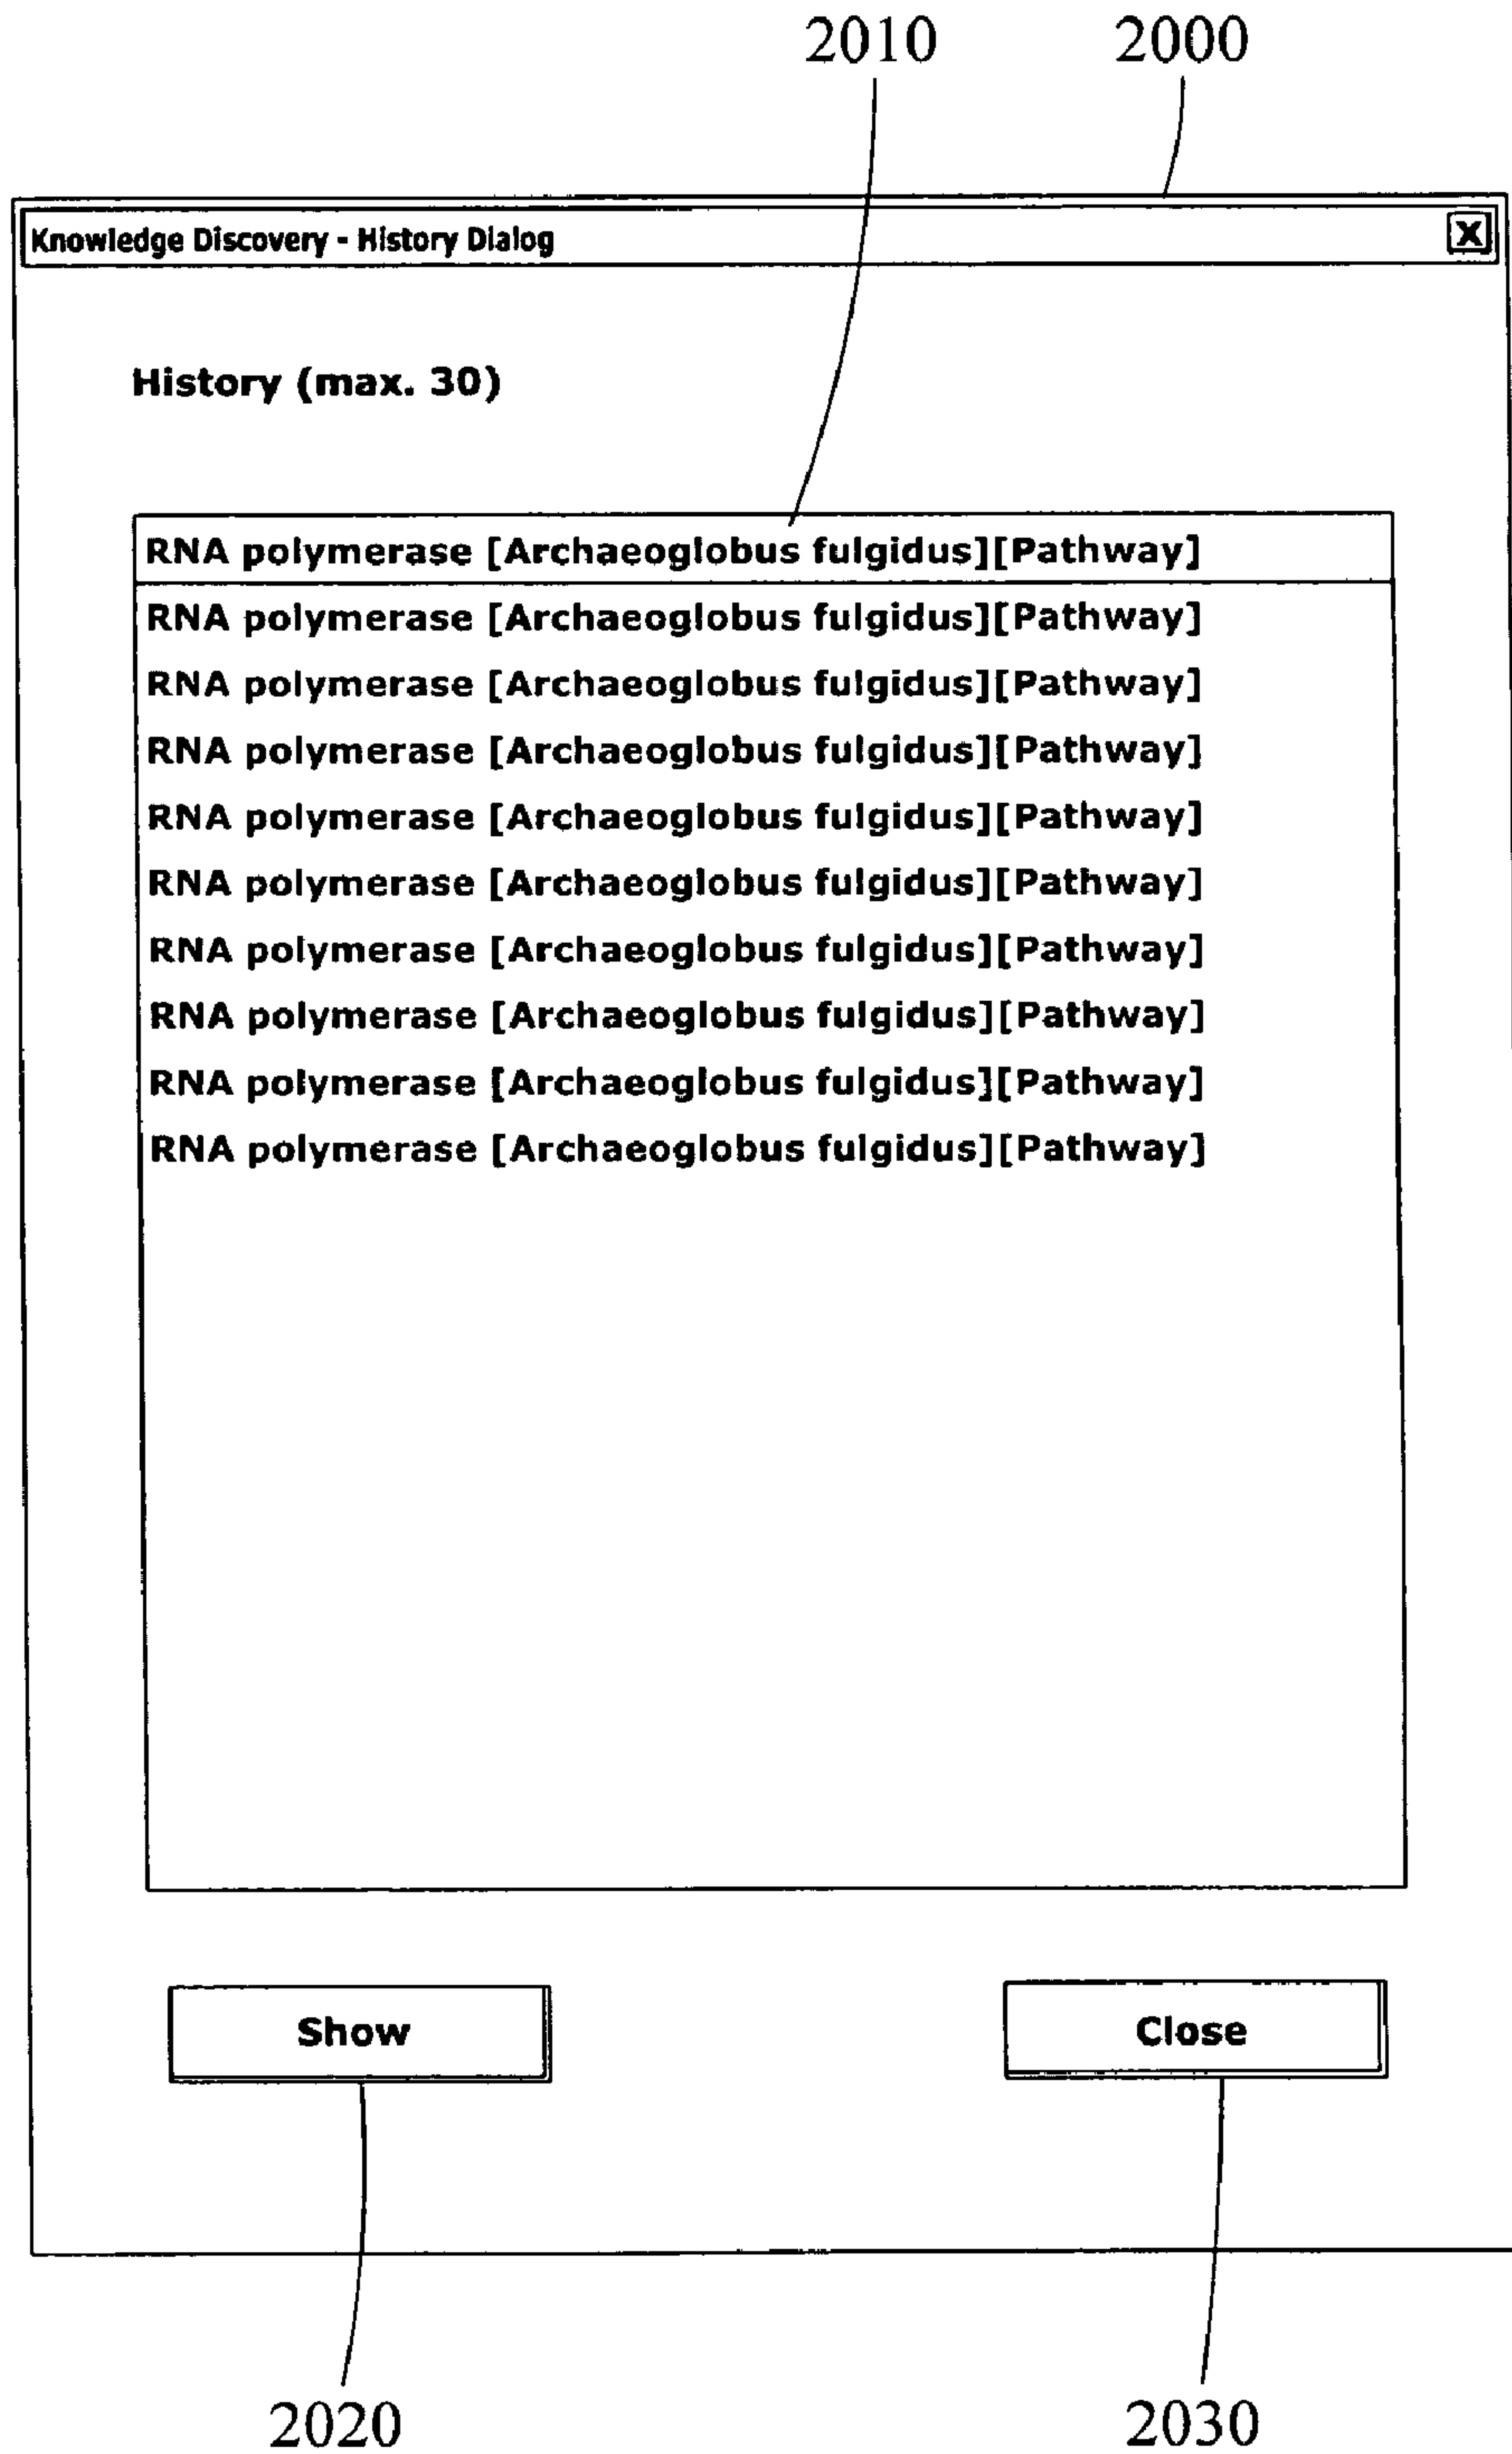 2010 2000
Knowledge Discovery - History Dialog X
History (max. 30)
RNA polymerase [Archaeoglobus fulgidus][Pathway]
RNA polymerase [Archaeoglobus fulgidus][Pathway]
RNA polymerase [Archaeoglobus fulgidus][Pathway]
RNA polymerase [Archaeoglobus fulgidus][Pathway]
RNA polymerase [Archaeoglobus fulgidus][Pathway]
RNA polymerase [Archaeoglobus fulgidus][Pathway]
RNA polymerase [Archaeoglobus fulgidus][Pathway]
RNA polymerase [Archaeoglobus fulgidus][Pathway]
RNA polymerase [Archaeoglobus fulgidus][Pathway]
RNA polymerase [Archaeoglobus fulgidus][Pathway]
Show Close
2020 2030